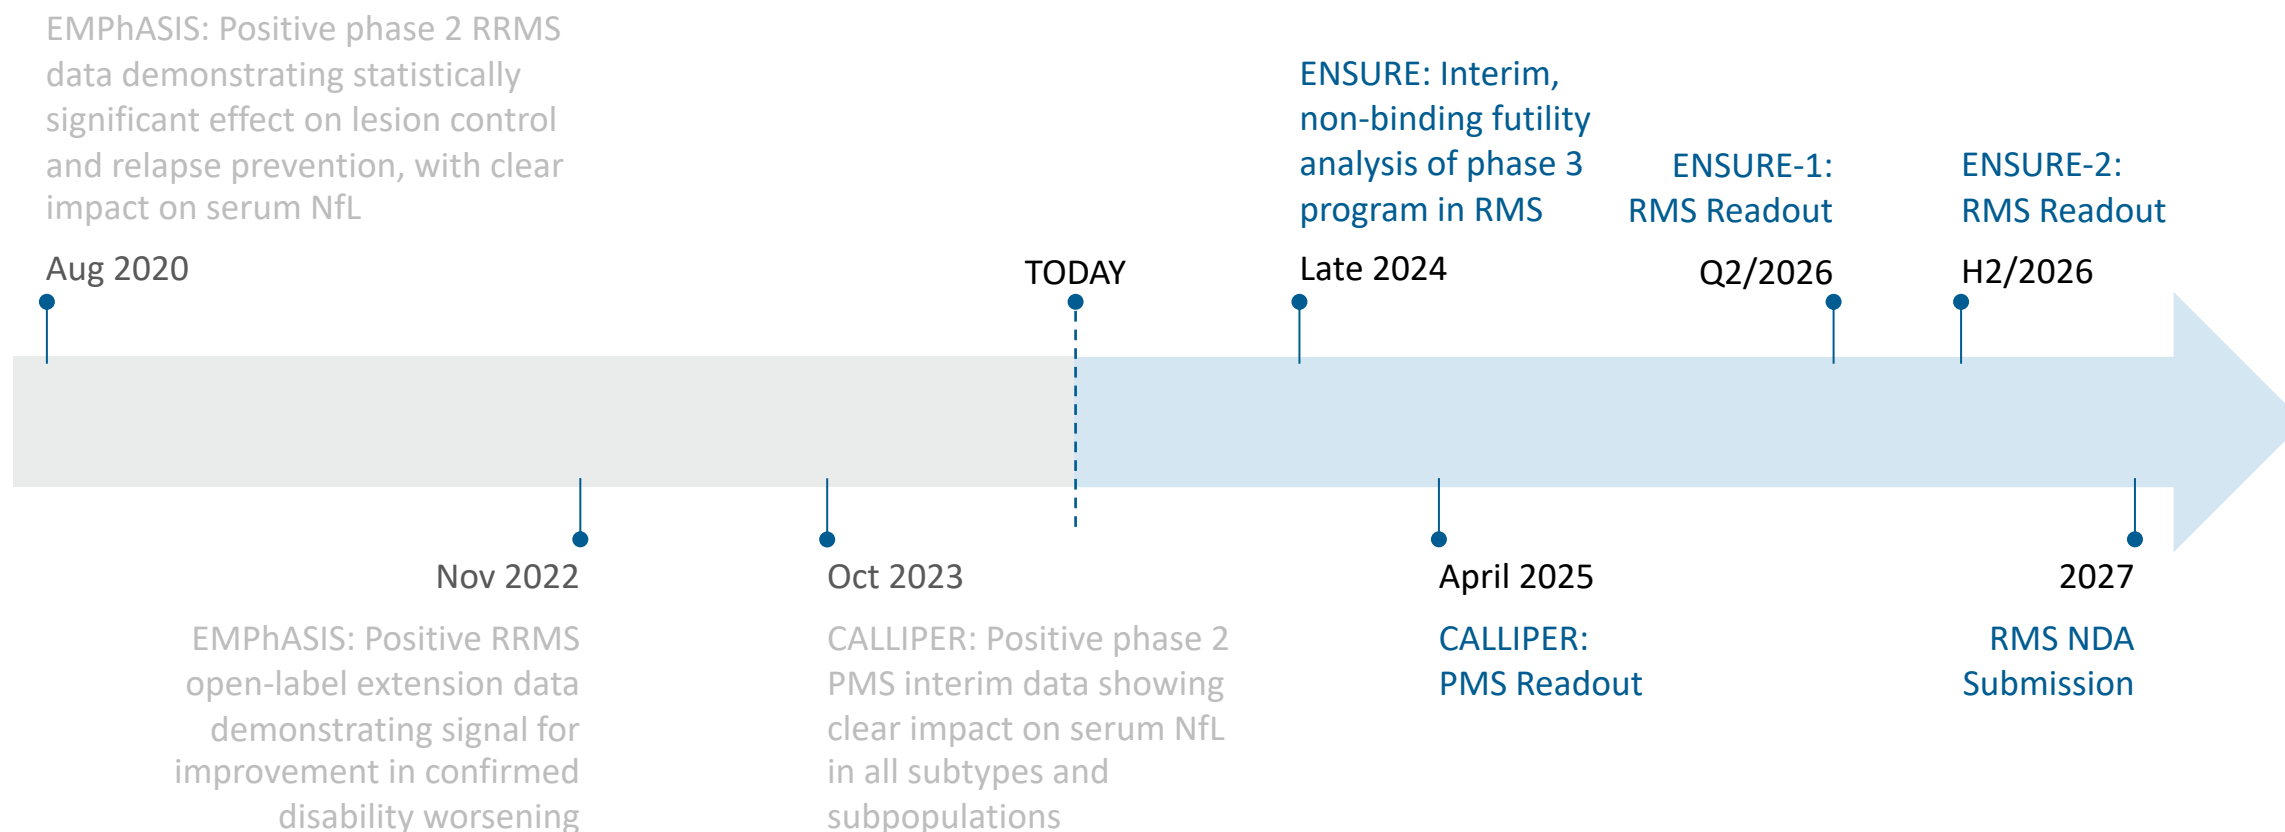 EMPhASIS: Positive phase 2 RRMS
data demonstrating statistically
significant effect on lesion control
and relapse prevention, with clear
impact on serum NfL
Aug 2020
TODAY
ENSURE: Interim,
non-binding futility
analysis of phase 3
program in RMS
Late 2024
ENSURE-1:
RMS Readout
Q2/2026
ENSURE-2:
RMS Readout
H2/2026
Nov 2022
EMPhASIS: Positive RRMS
open-label extension data
demonstrating signal for
improvement in confirmed
disability worsening
Oct 2023
CALLIPER: Positive phase 2
PMS interim data showing
clear impact on serum NfL
in all subtypes and
subpopulations
April 2025
CALLIPER:
PMS Readout
2027
RMS NDA
Submission